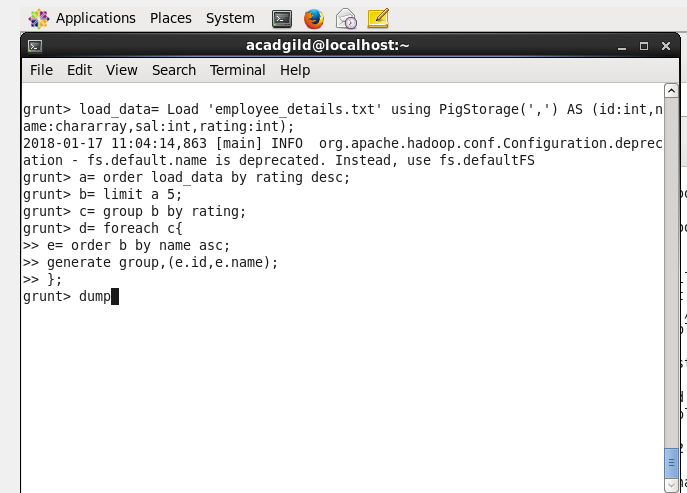 Applications Places System
acadgild@localhost:~
File Edit View Search Terminal Help
grunt> load_data= Load 'employee_details.txt' using PigStorage(',') AS (id:int,n
ame:chararray,sal:int,rating:int);
2018-01-17 11:04:14,863 [main] INFO  org.apache.hadoop.conf.Configuration.deprec
ation - fs.default.name is deprecated. Instead, use fs.defaultFS
grunt> a= order load_data by rating desc;
grunt> b= limit a 5;
grunt> c= group b by rating;
grunt> d= foreach c{
>> e= order b by name asc;
>> generate group,(e.id,e.name);
>> };
grunt> dump